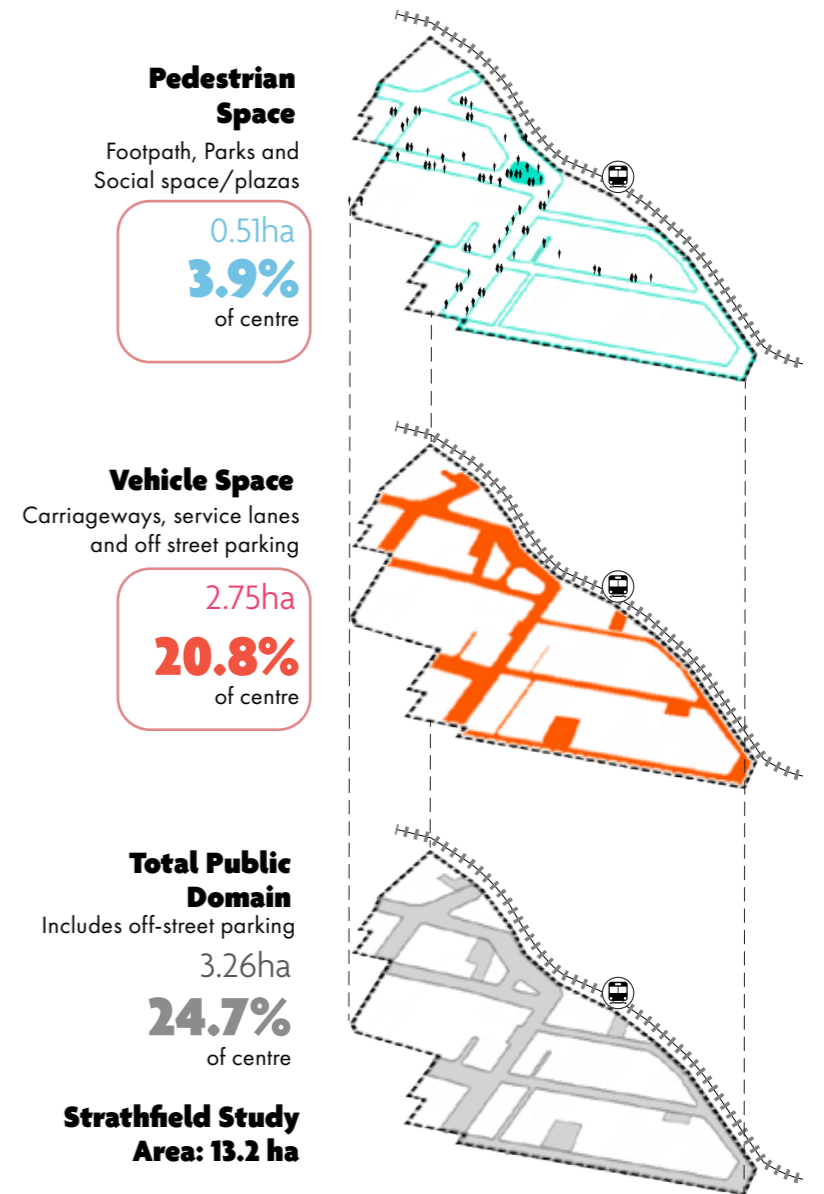 Pedestrian
Space
Footpath, Parks and
Social space/plazas
0.51ha
3.9%
of centre
Vehicle Space
Carriageways, service lanes
and off street parking
2.75ha
20.8%
of centre
Total Public
Domain
Includes off-street parking
3.26ha
24.7%
of centre
Strathfield Study
Area: 13.2 ha